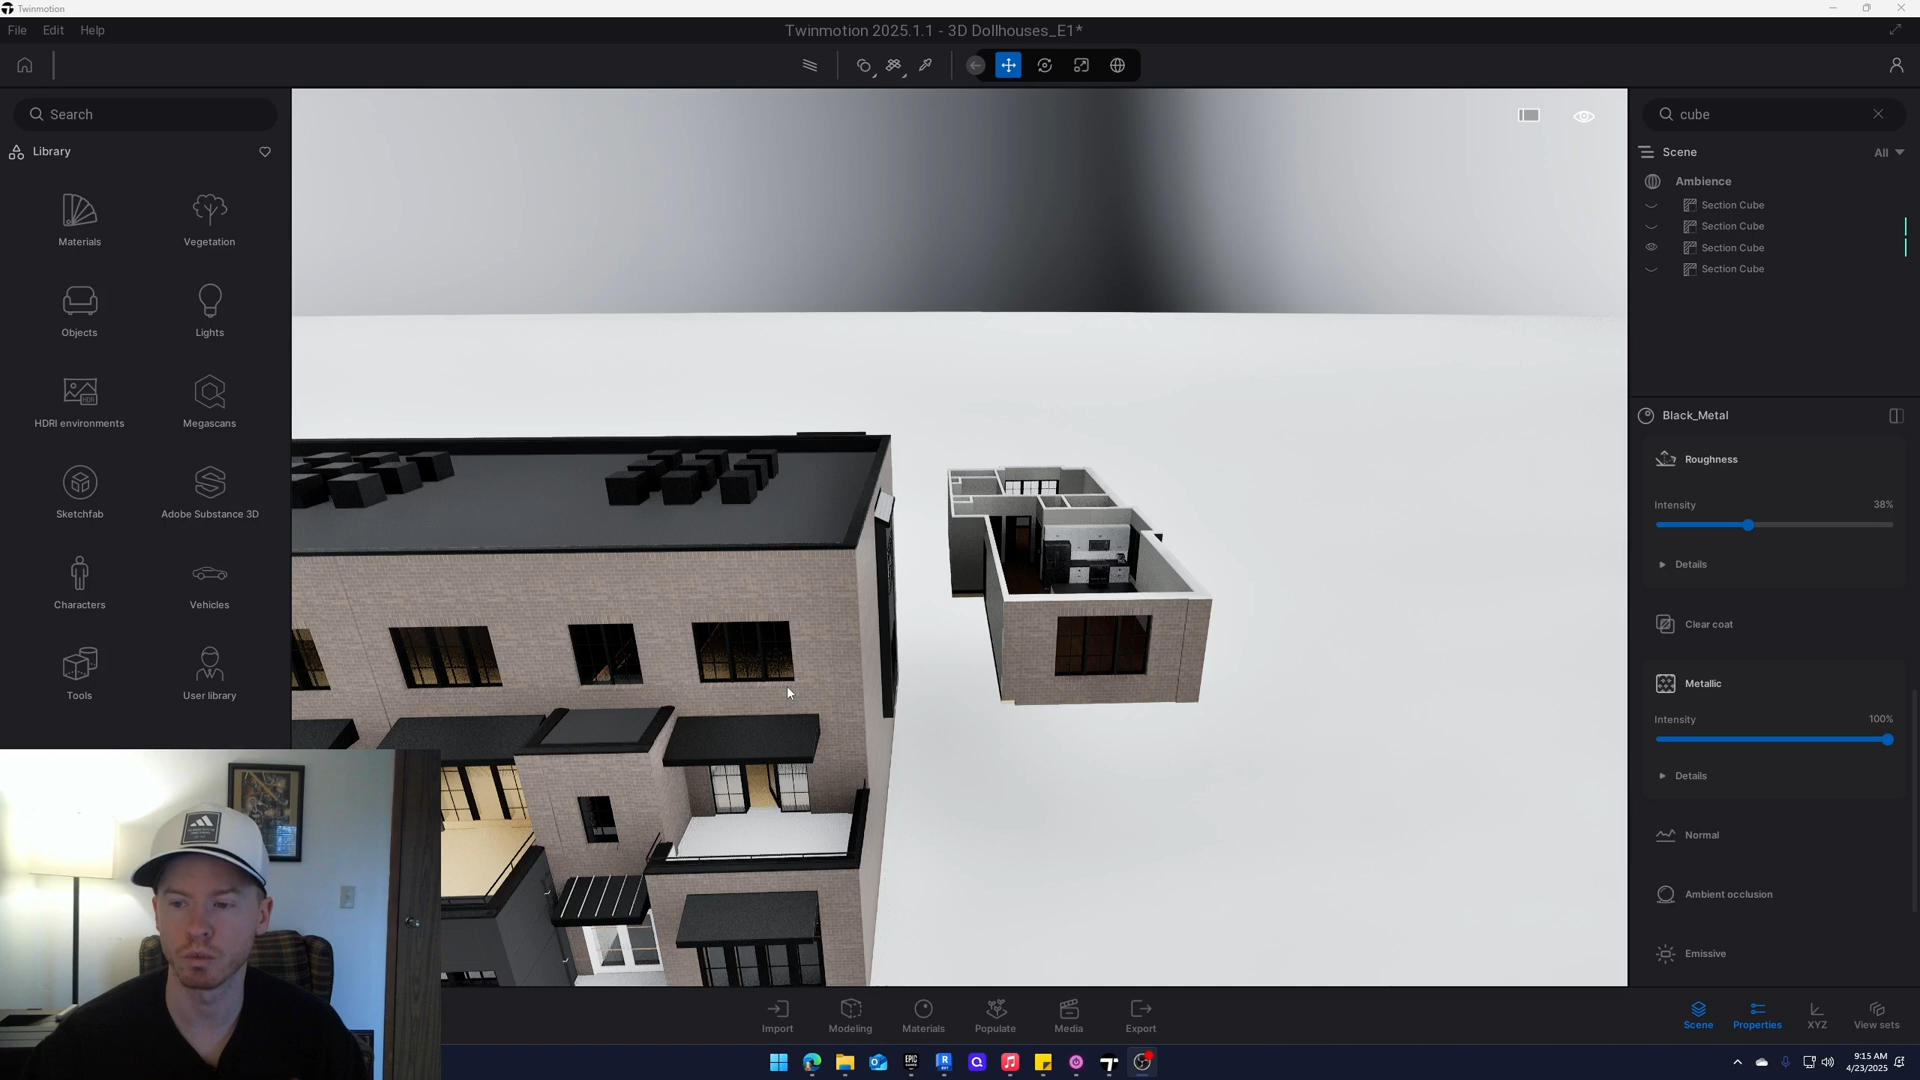 Twinmotion
File Edit Help
Twinmotion 2025.1.1 - 3D Dollhouses_E1*
Search
Library
Materials
Vegetation
Objects
Lights
HDRI environments
Megascans
Sketchfab
Adobe Substance 3D
Characters
Vehicles
Tools
User library
cube
Scene
All
Ambience
Section Cube
Section Cube
Section Cube
Section Cube
Black_Metal
Roughness
Intensity 38%
Details
Clear coat
Metallic
Intensity 100%
Details
Normal
Ambient occlusion
Emissive
Import
Modeling
Materials
Populate
Media
Export
Scene
Properties
XYZ
View sets
9:15 AM
4/23/2025